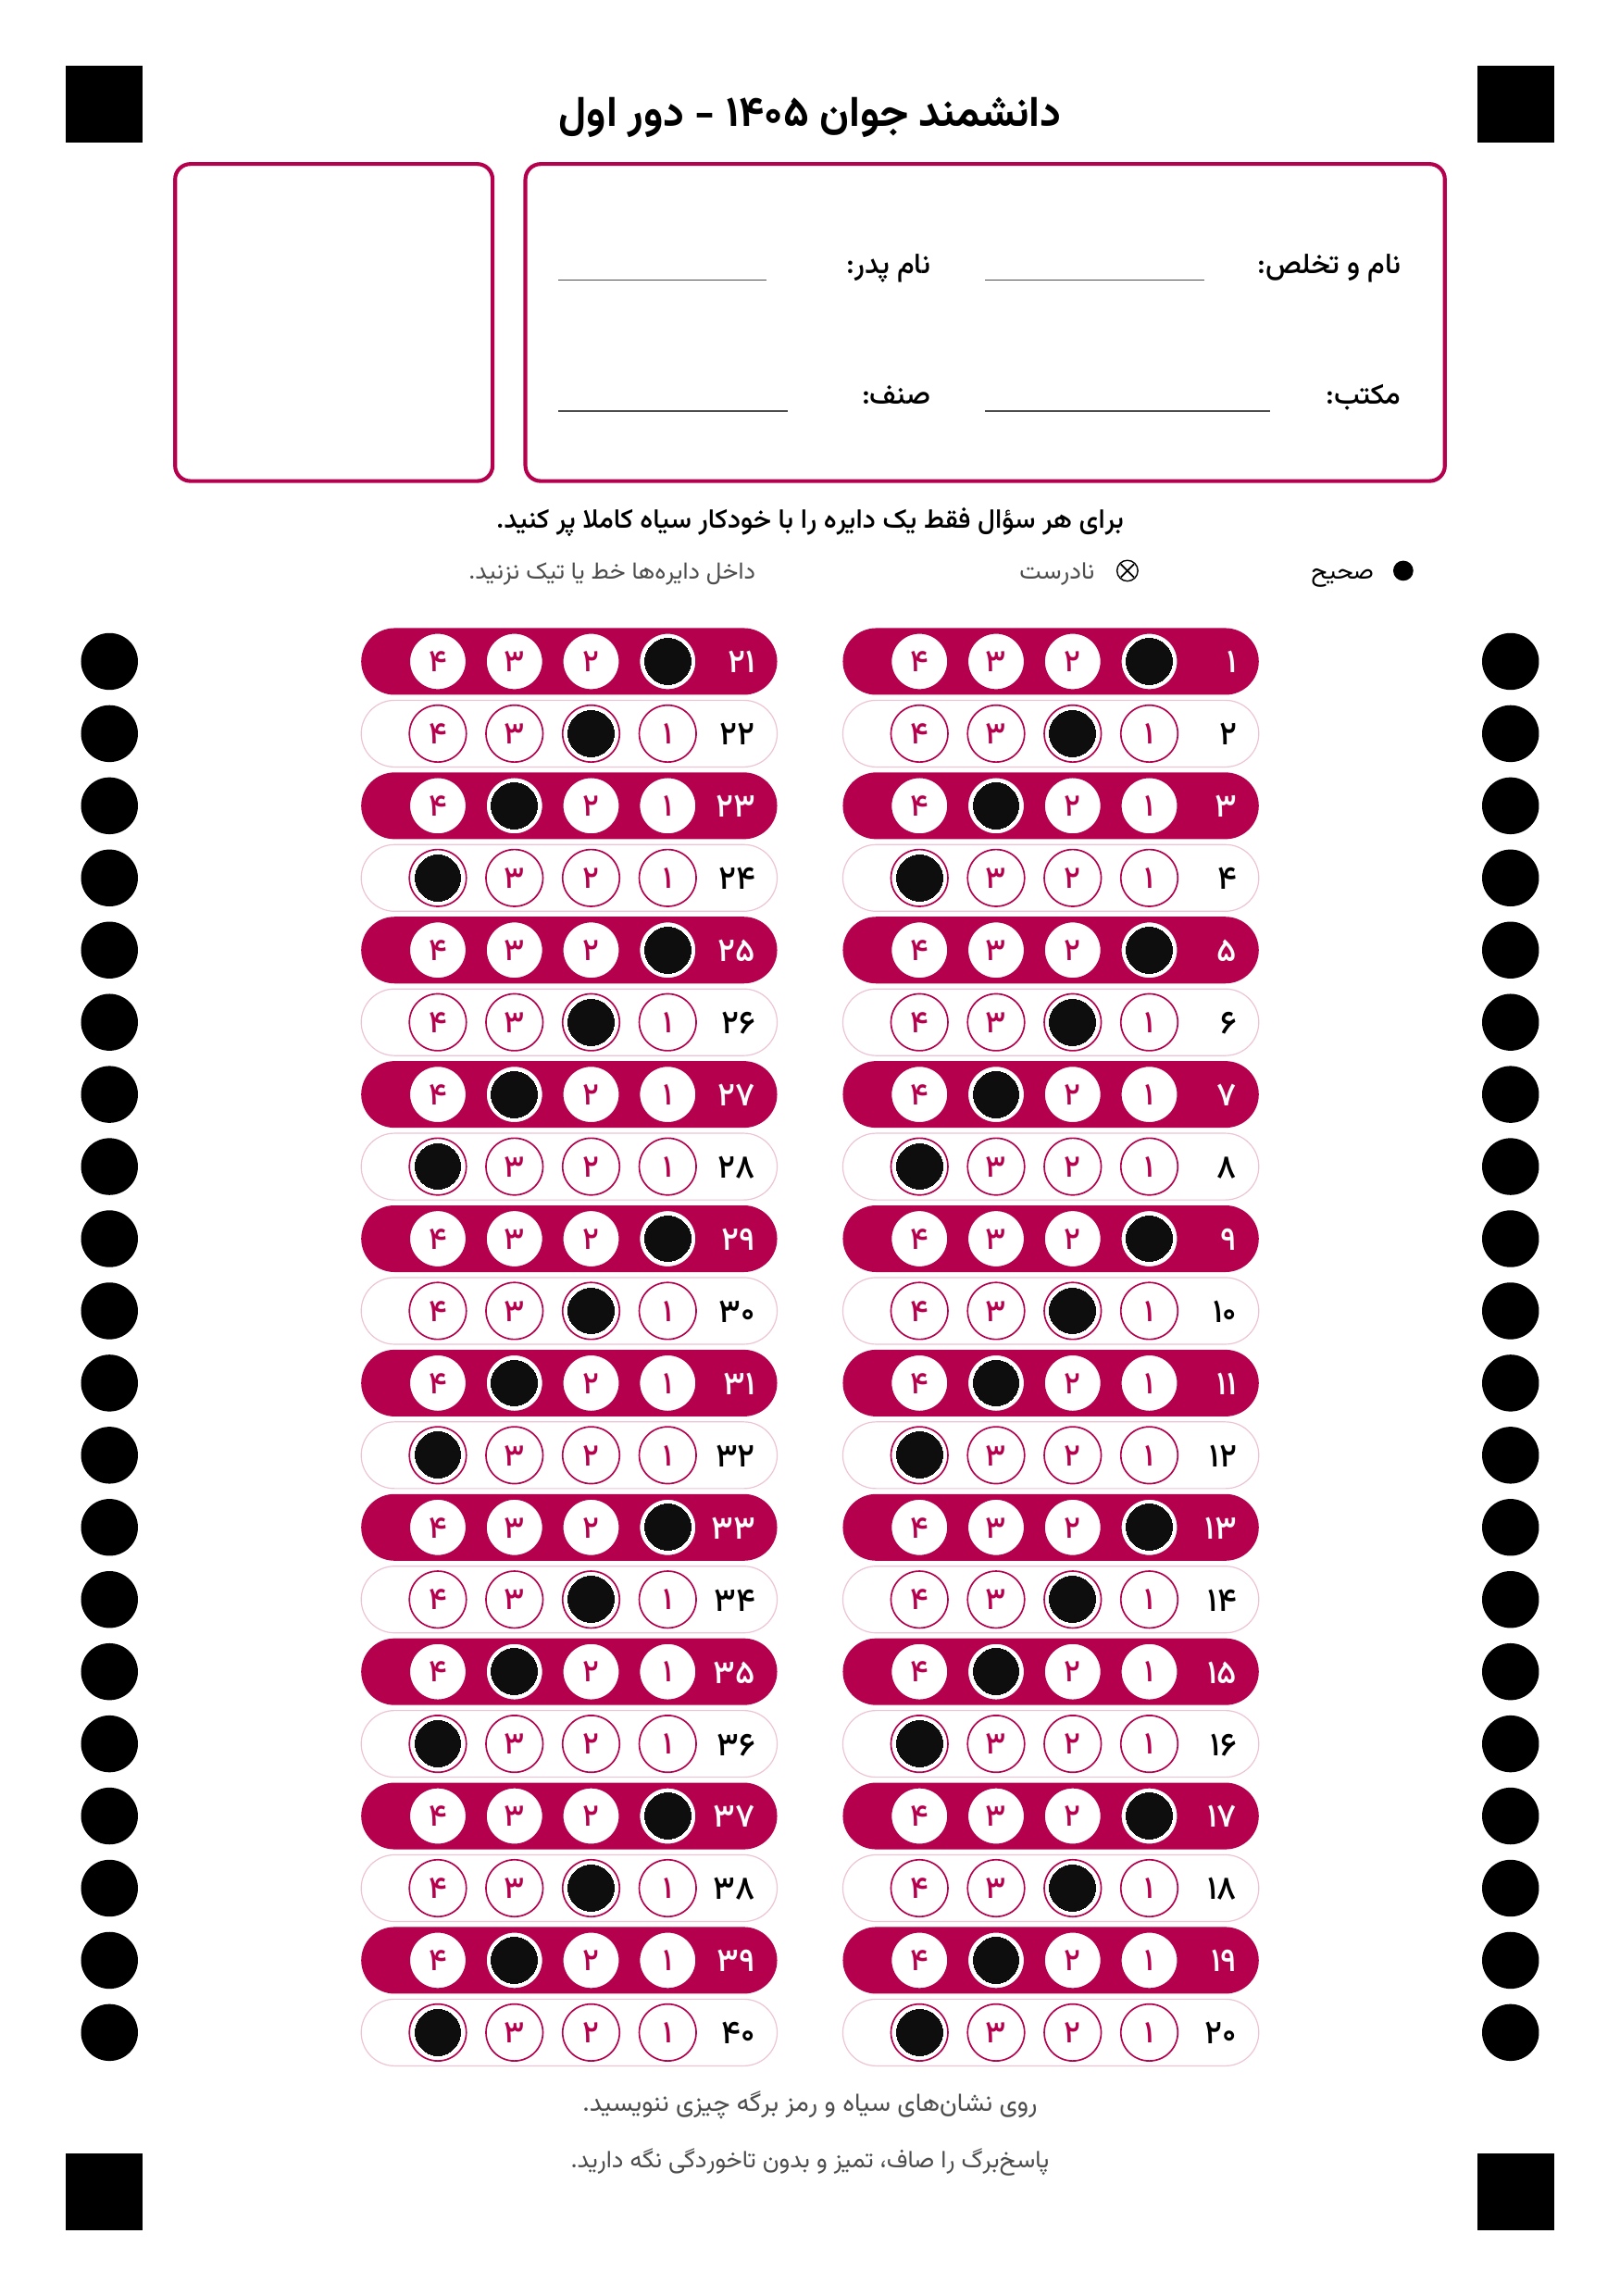 دانشمند جوان ۱۴۰۵ - دور اول
نام و تخلص: نام پدر:
مکتب: صنف:
برای هر سؤال فقط یک دایره را با خودکار سیاه کاملا پر کنید.
صحیح نادرست داخل دایره‌ها خط یا تیک نزنید.
۱ ۲ ۳ ۴ ۲۱ ۲ ۳ ۴
۲ ۱ ۳ ۴ ۲۲ ۱ ۳ ۴
۳ ۱ ۲ ۴ ۲۳ ۱ ۲ ۴
۴ ۱ ۲ ۳ ۲۴ ۱ ۲ ۳
۵ ۲ ۳ ۴ ۲۵ ۲ ۳ ۴
۶ ۱ ۳ ۴ ۲۶ ۱ ۳ ۴
۷ ۱ ۲ ۴ ۲۷ ۱ ۲ ۴
۸ ۱ ۲ ۳ ۲۸ ۱ ۲ ۳
۹ ۲ ۳ ۴ ۲۹ ۲ ۳ ۴
۱۰ ۱ ۳ ۴ ۳۰ ۱ ۳ ۴
۱۱ ۱ ۲ ۴ ۳۱ ۱ ۲ ۴
۱۲ ۱ ۲ ۳ ۳۲ ۱ ۲ ۳
۱۳ ۲ ۳ ۴ ۳۳ ۲ ۳ ۴
۱۴ ۱ ۳ ۴ ۳۴ ۱ ۳ ۴
۱۵ ۱ ۲ ۴ ۳۵ ۱ ۲ ۴
۱۶ ۱ ۲ ۳ ۳۶ ۱ ۲ ۳
۱۷ ۲ ۳ ۴ ۳۷ ۲ ۳ ۴
۱۸ ۱ ۳ ۴ ۳۸ ۱ ۳ ۴
۱۹ ۱ ۲ ۴ ۳۹ ۱ ۲ ۴
۲۰ ۱ ۲ ۳ ۴۰ ۱ ۲ ۳
روی نشان‌های سیاه و رمز برگه چیزی ننویسید.
پاسخ‌برگ را صاف، تمیز و بدون تاخوردگی نگه دارید.